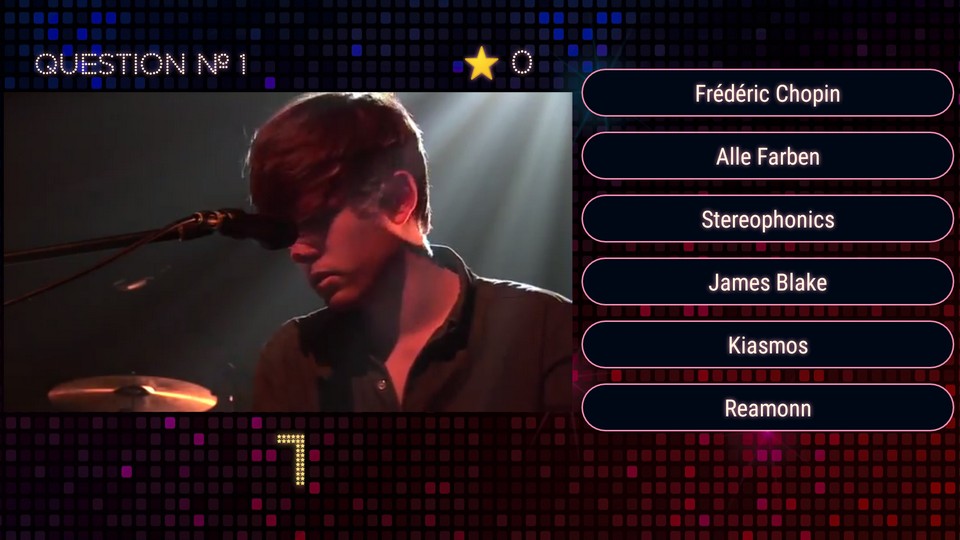 QUESTION Nº 1
0
Frédéric Chopin
Alle Farben
Stereophonics
James Blake
Kiasmos
Reamonn
7